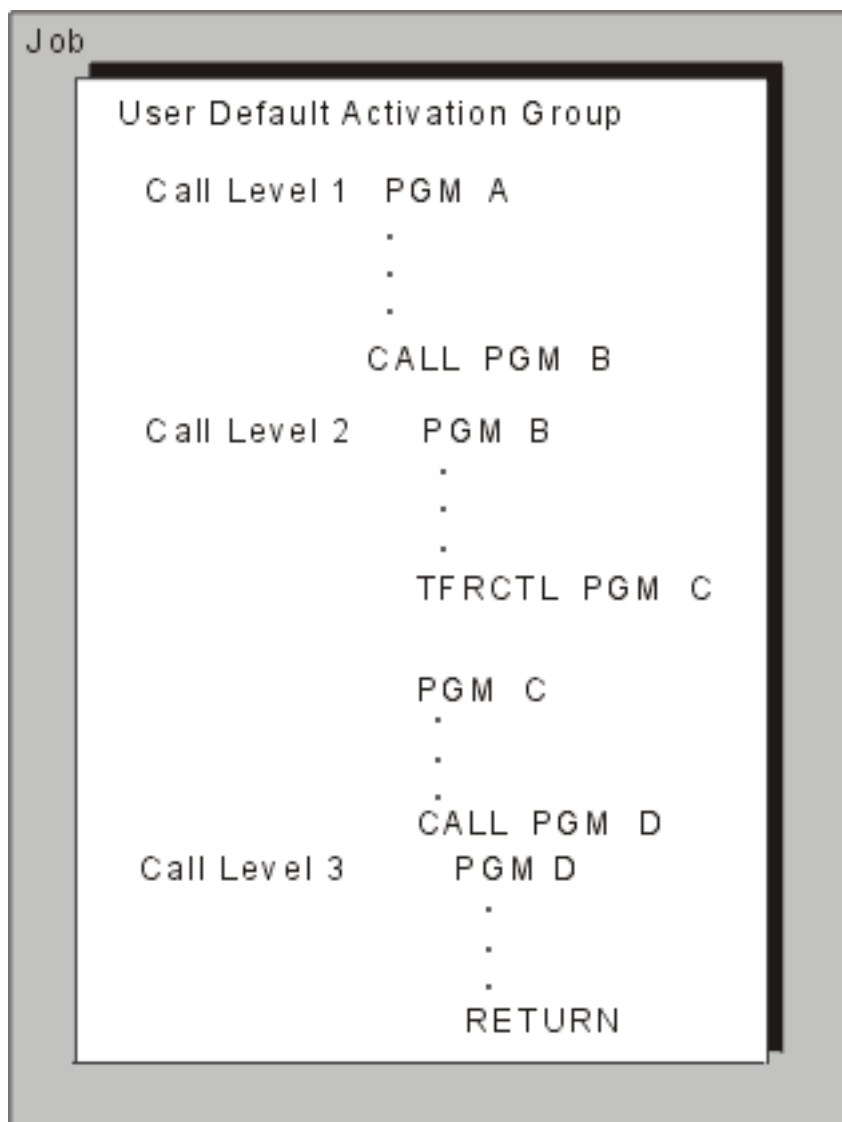 Job
User Default Activation Group
Call Level 1 PGM A
.
.
.
CALL PGM B
Call Level 2 PGM B
.
.
.
TFRCTL PGM C
PGM C
.
.
.
CALL PGM D
Call Level 3 PGM D
.
.
.
RETURN